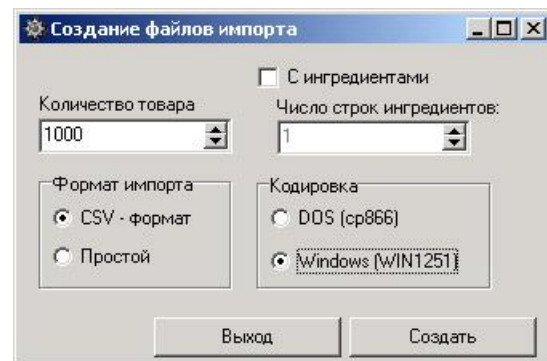 Создание файлов импорта
С ингредиентами
Количество товара
Число строк ингредиентов:
1000
1
Формат импорта
Кодировка
CSV - формат
DOS (cp866)
Простой
Windows (WIN1251)
Выход
Создать